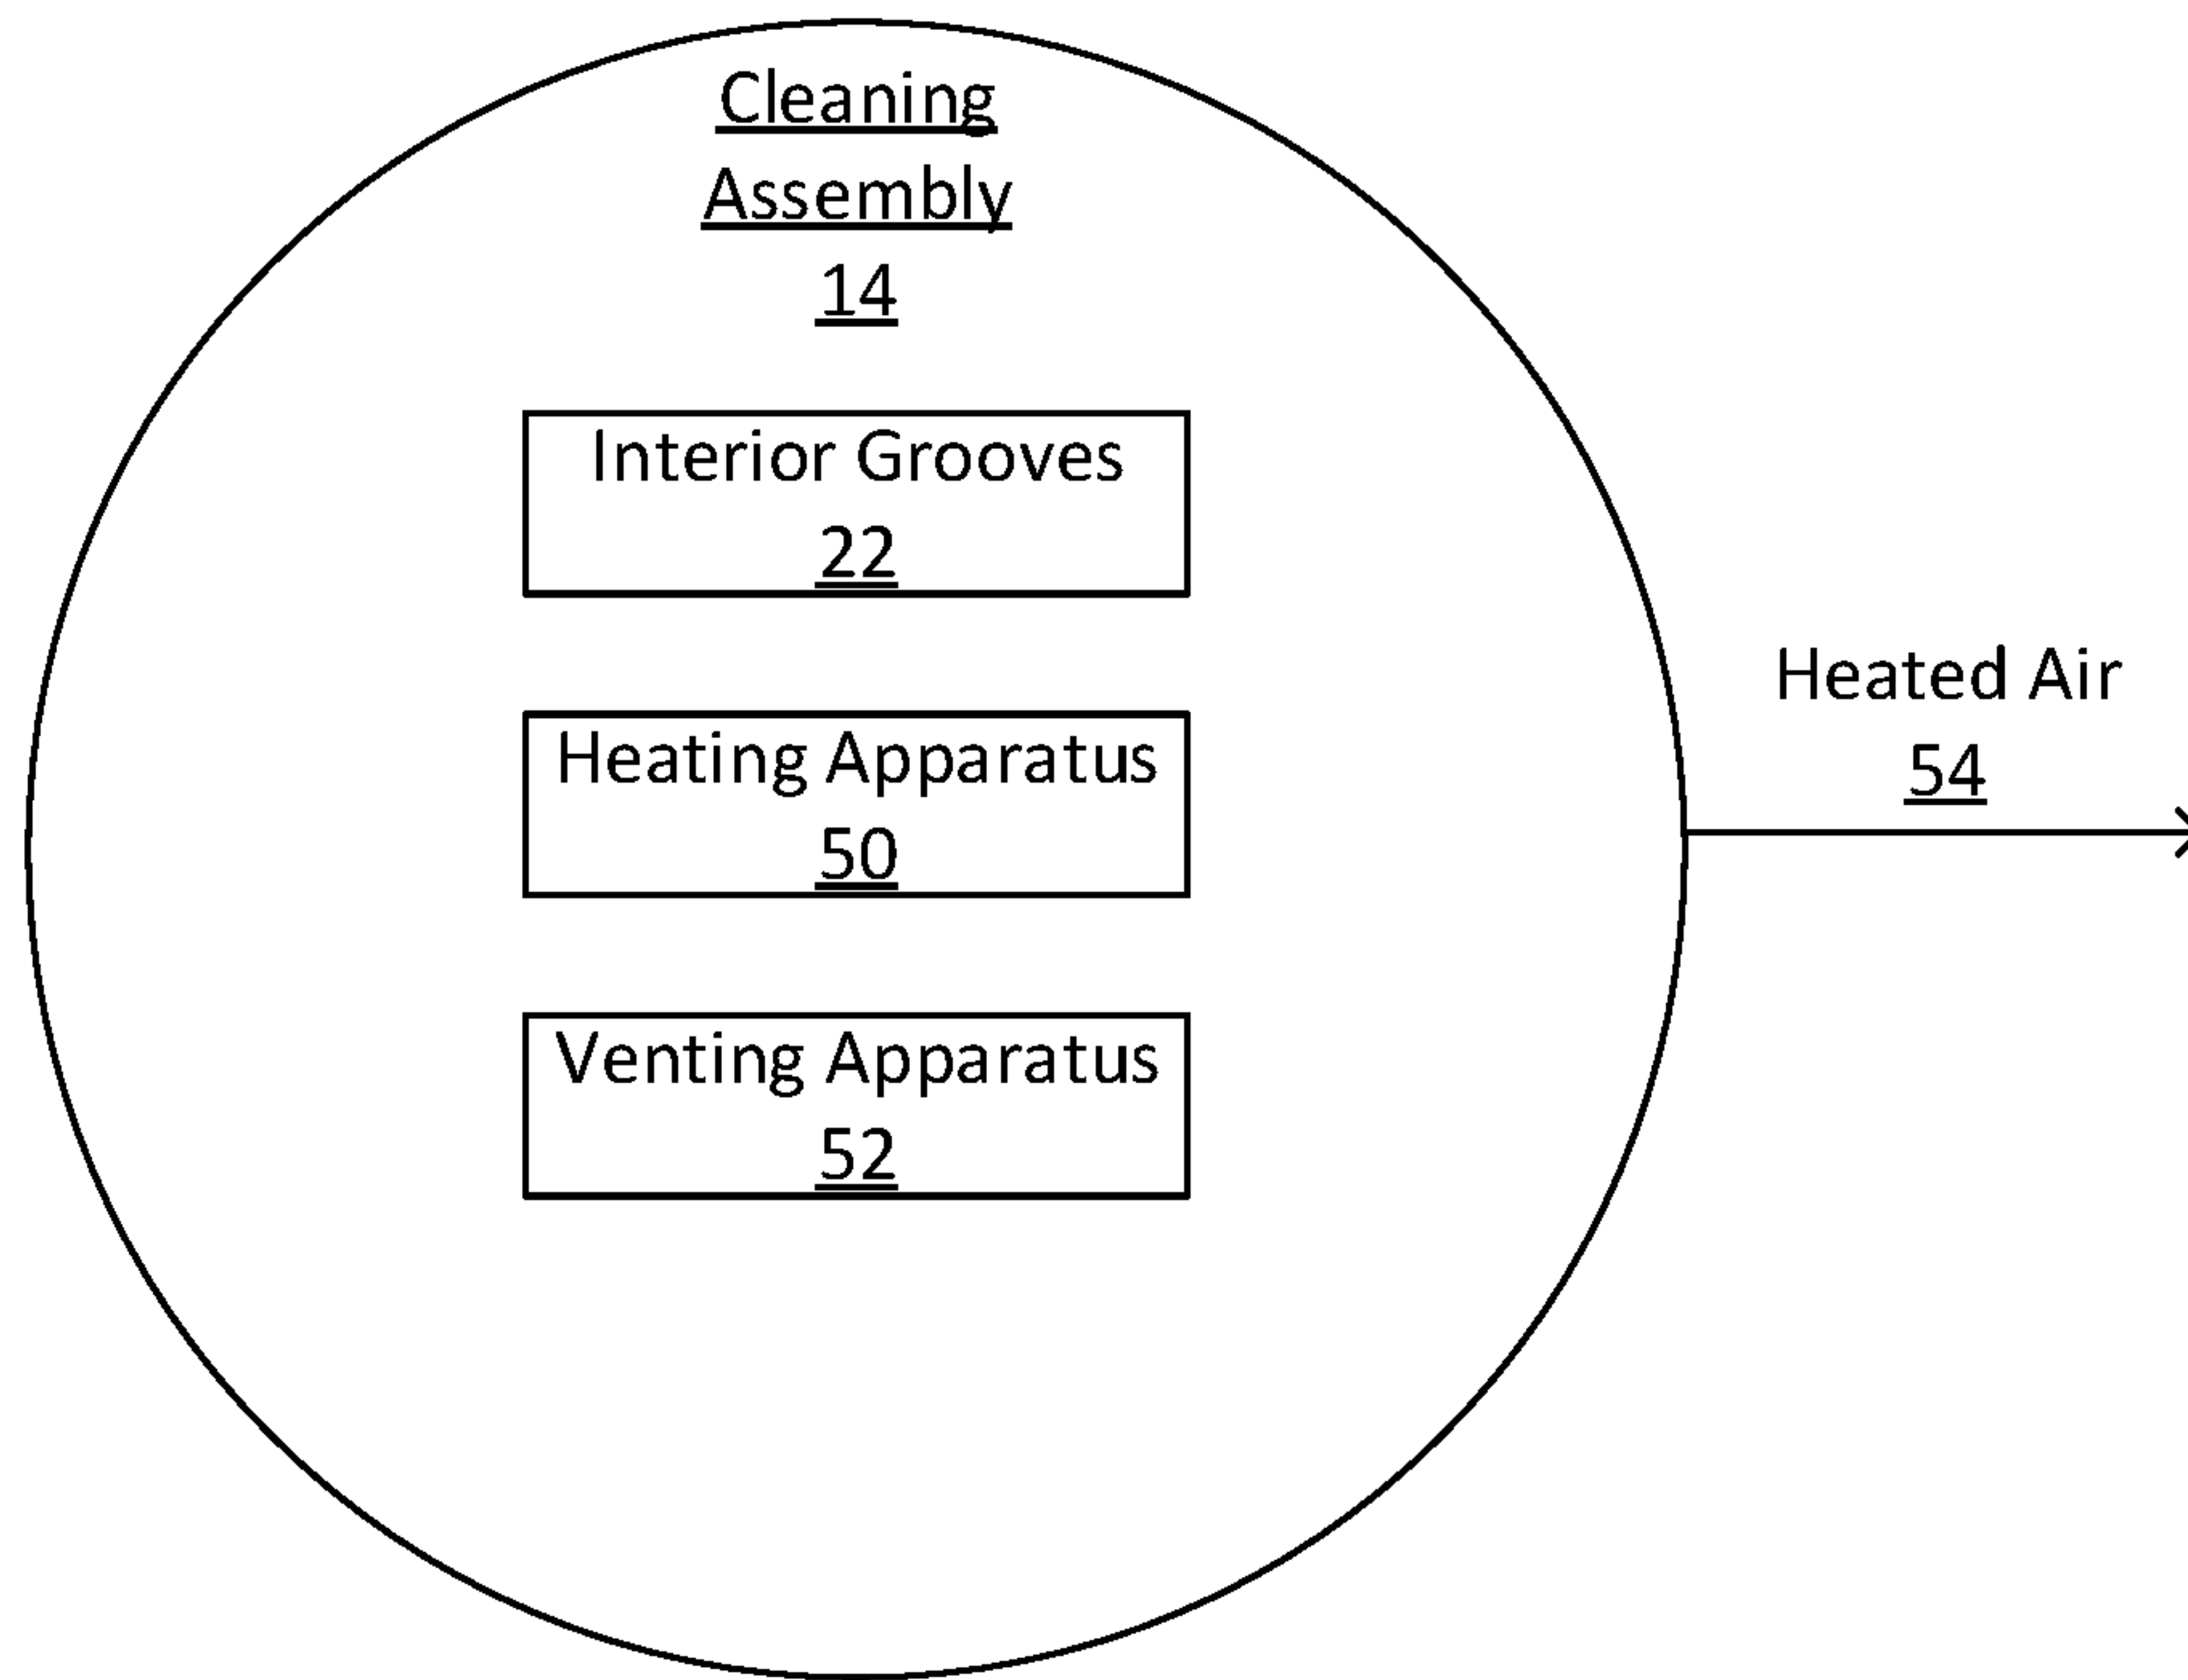 Cleaning
Assembly
14
Interior Grooves
22
Heating Apparatus
50
Venting Apparatus
52
Heated Air
54